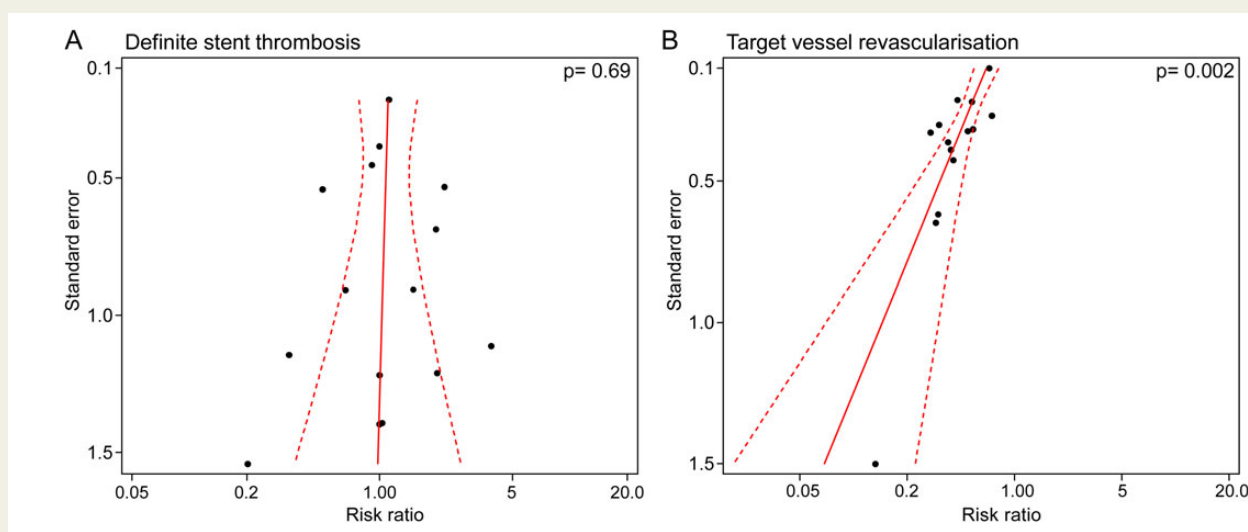 A Definite stent thrombosis
p= 0.69
0.1
0.5
1.0
1.5
Standard error
0.05 0.2 1.00 5 20.0
Risk ratio
B Target vessel revascularisation
p= 0.002
0.1
0.5
1.0
1.5
Standard error
0.05 0.2 1.00 5 20.0
Risk ratio